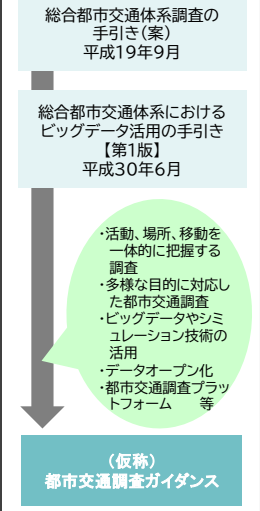 総合都市交通体系調査の
手引き(案)
平成19年9月
総合都市交通体系における
ビッグデータ活用の手引き
【第1版】
平成30年6月
・活動、場所、移動を
一体的に把握する
調査
・多様な目的に対応し
た都市交通調査
・ビッグデータやシミ
ュレーション技術の
活用
・データオープン化
・都市交通調査プラッ
トフォーム　等
（仮称）
都市交通調査ガイダンス